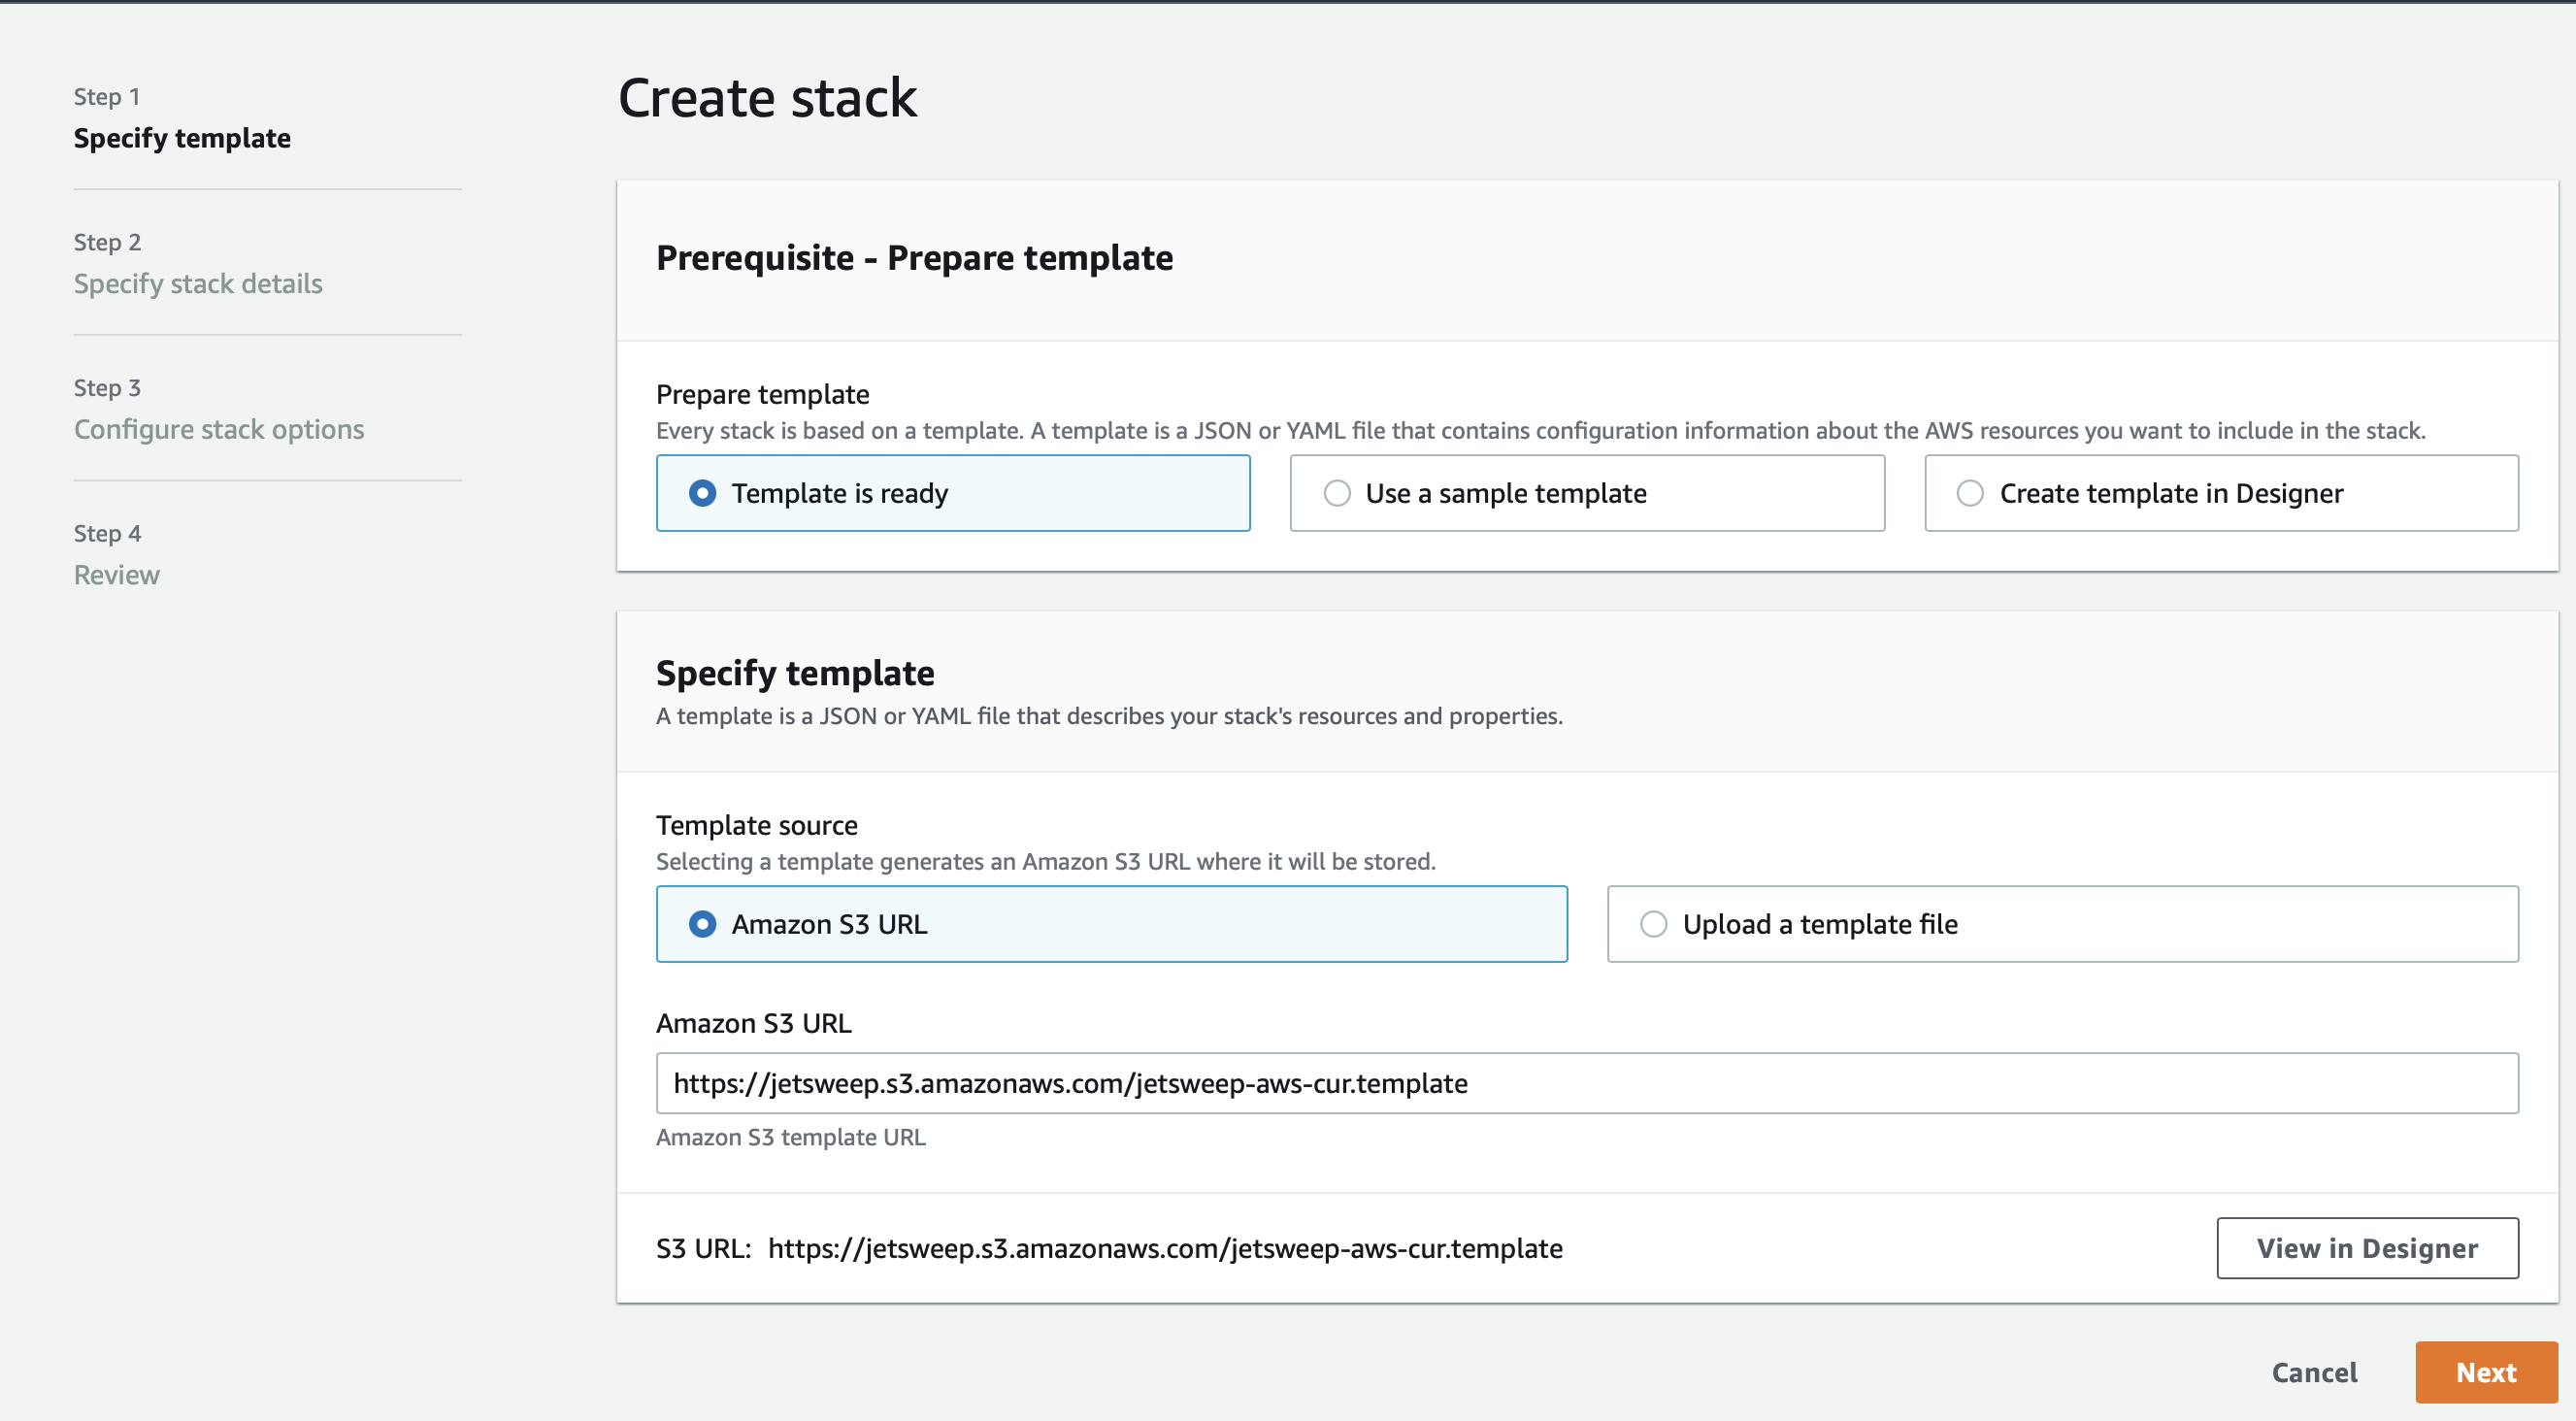 Step 1
Specify template
Step 2
Specify stack details
Step 3
Configure stack options
Step 4
Review
Create stack
Prerequisite - Prepare template
Prepare template
Every stack is based on a template. A template is a JSON or YAML file that contains configuration information about the AWS resources you want to include in the stack.
Template is ready
Use a sample template
Create template in Designer
Specify template
A template is a JSON or YAML file that describes your stack's resources and properties.
Template source
Selecting a template generates an Amazon S3 URL where it will be stored.
Amazon S3 URL
Upload a template file
Amazon S3 URL
https://jetsweep.s3.amazonaws.com/jetsweep-aws-cur.template
Amazon S3 template URL
S3 URL: https://jetsweep.s3.amazonaws.com/jetsweep-aws-cur.template
View in Designer
Cancel
Next